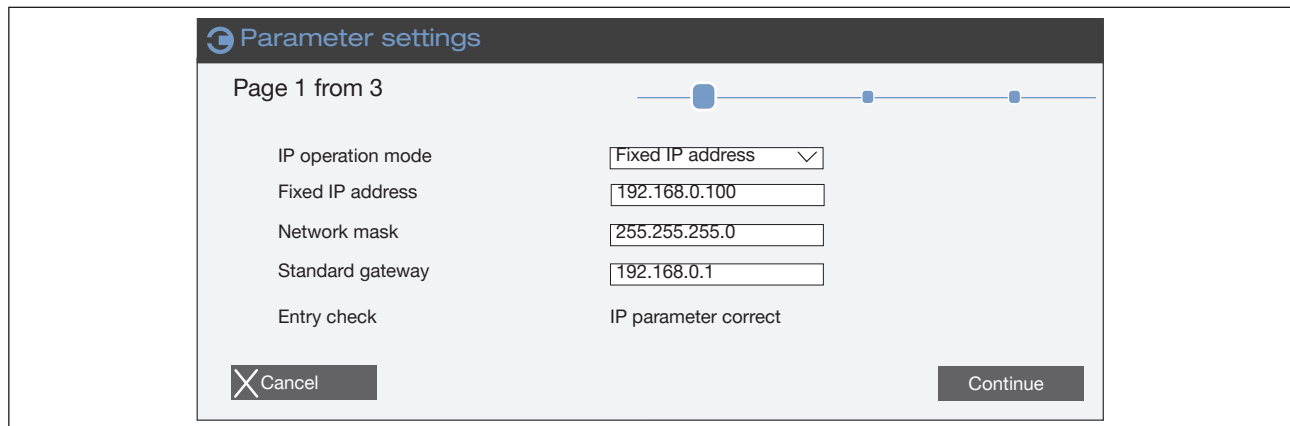 Parameter settings
Page 1 from 3
IP operation mode Fixed IP address
Fixed IP address 192.168.0.100
Network mask 255.255.255.0
Standard gateway 192.168.0.1
Entry check IP parameter correct
Cancel Continue